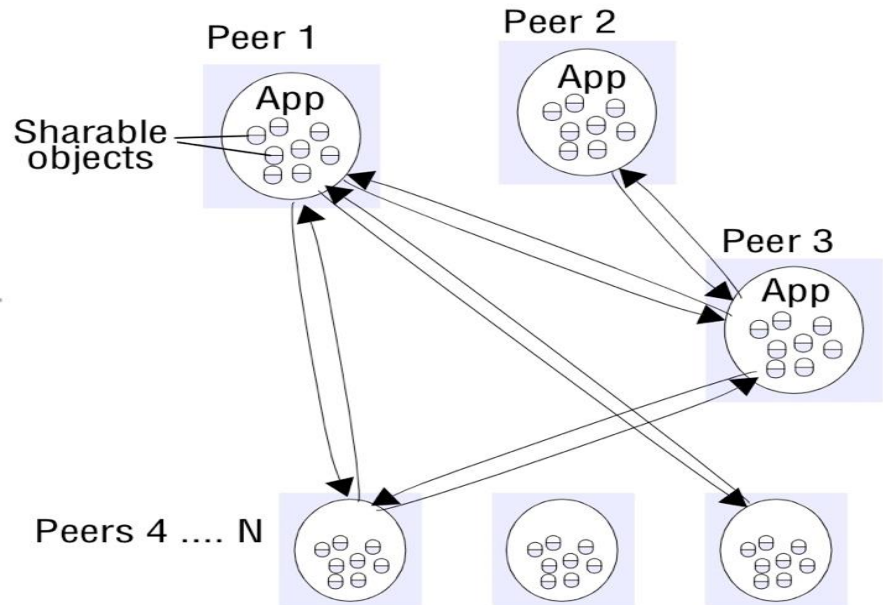 Peer 1
Peer 2
App
App
Sharable
objects
Peer 3
App
Peers 4 .... N